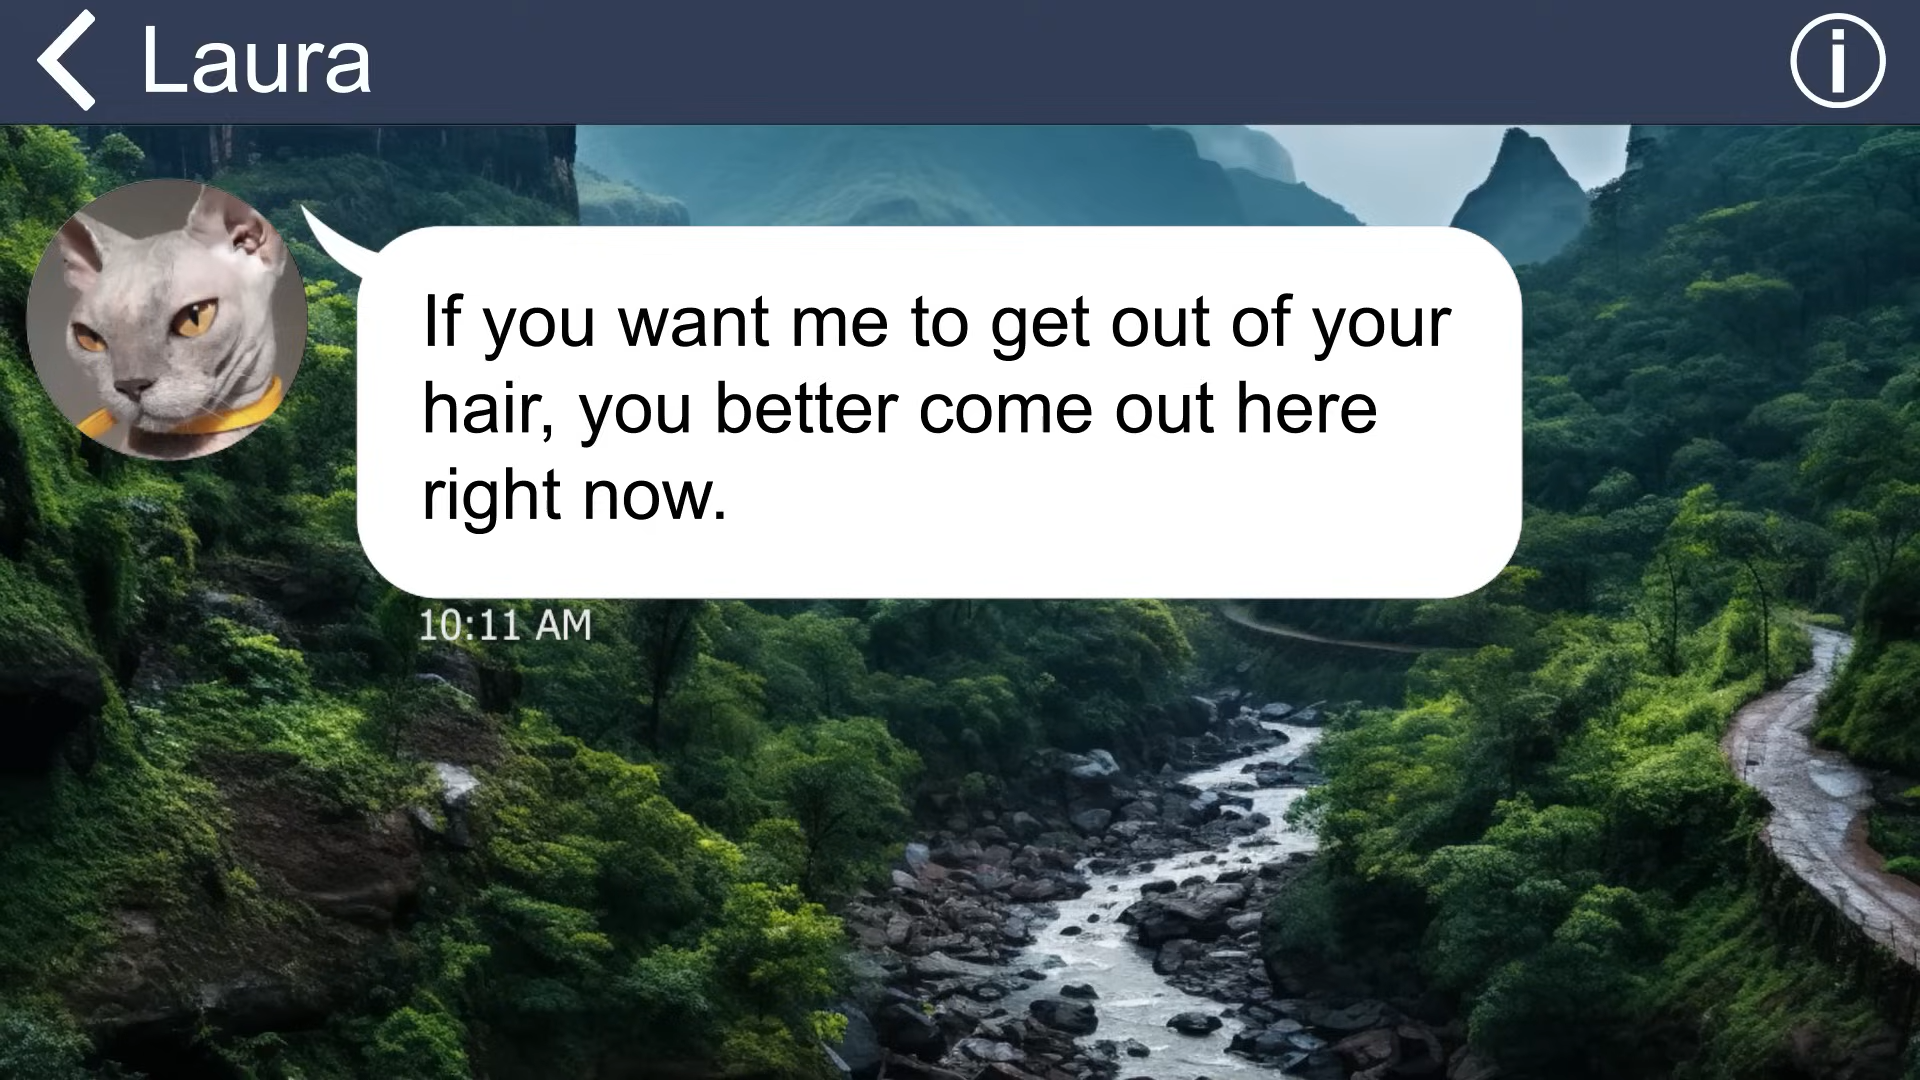 Laura
If you want me to get out of your
hair, you better come out here
right now.
10:11 AM